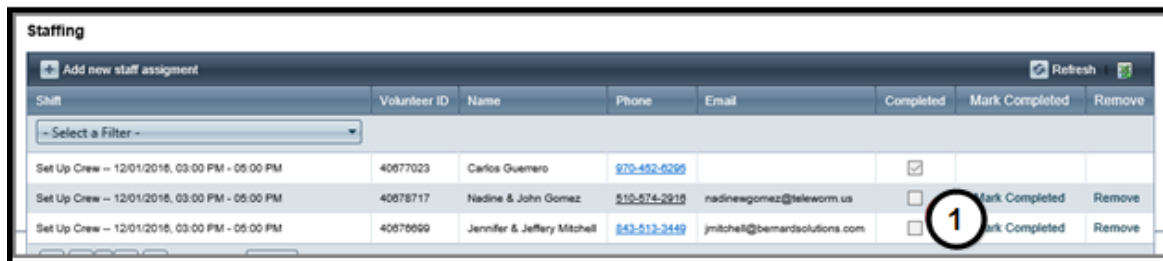 Staffing
Add new staff assigment Refresh
Shift Volunteer ID Name Phone Email Completed Mark Completed Remove
- Select a Filter -
Set Up Crew -- 12/01/2016, 03:00 PM - 05:00 PM 40677023 Carlos Guerrero 970-452-6295
Set Up Crew -- 12/01/2016, 03:00 PM - 05:00 PM 40678717 Nadine & John Gomez 510-574-2916 nadinewgomez@teleworm.us Mark Completed Remove
Set Up Crew -- 12/01/2016, 03:00 PM - 05:00 PM 40676699 Jennifer & Jeffery Mitchell 843-513-3449 jmitchell@bernardsolutions.com 1 Mark Completed Remove